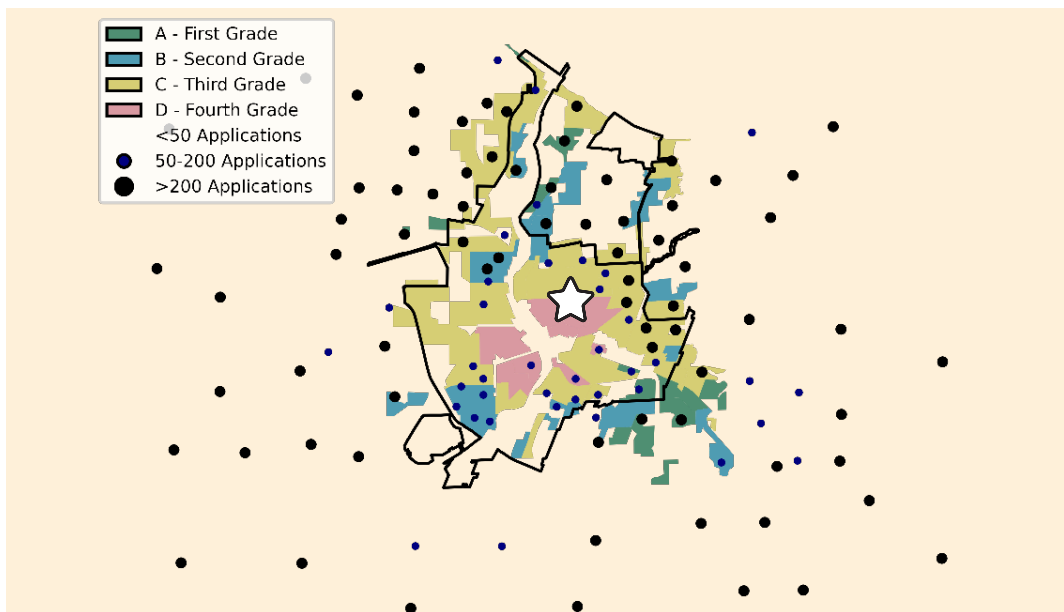 A - First Grade
B - Second Grade
C - Third Grade
D - Fourth Grade
<50 Applications
50-200 Applications
>200 Applications